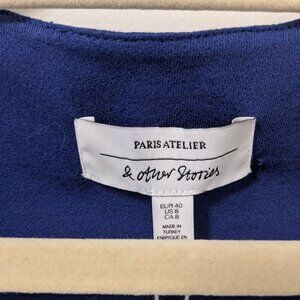 PARIS ATELIER
& other Stories
EUR 40
US 8
CA 8
MADE IN
TURKEY
FABRIQUÉ EN